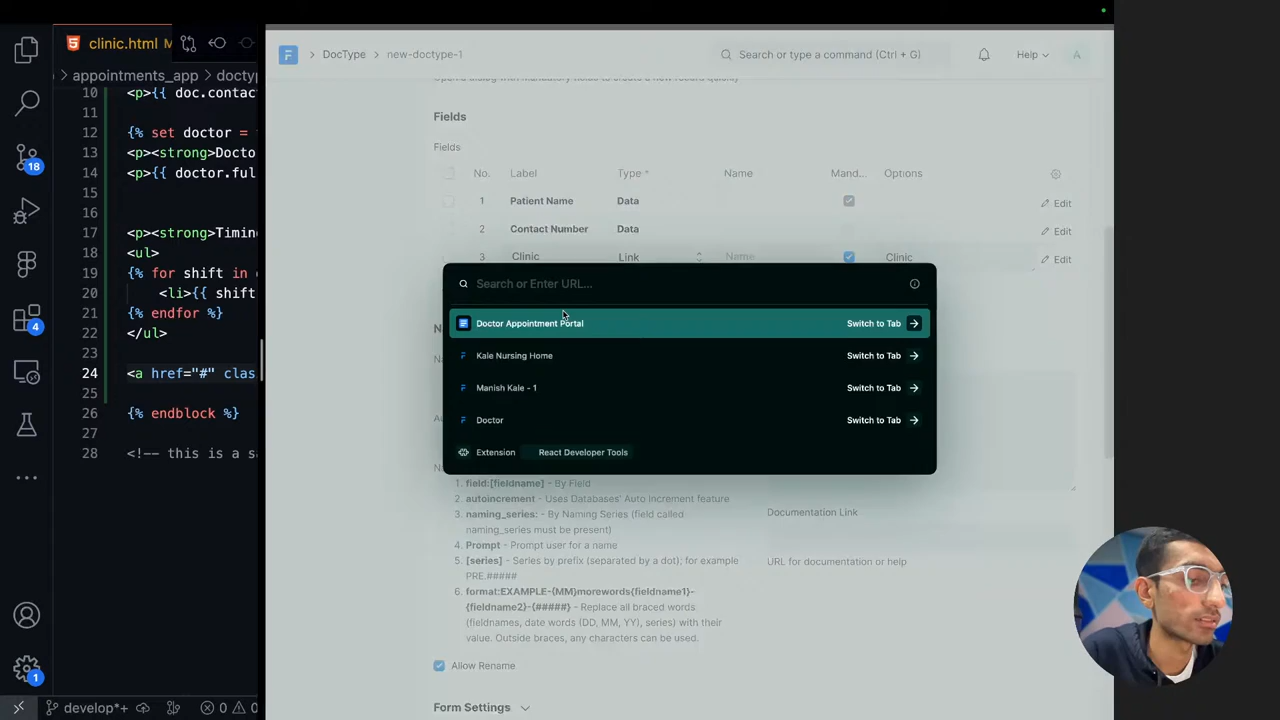 clinic.html M
appointments_app > doctyp
10 <p>{{ doc.contac
11
12 {% set doctor =
13 <p><strong>Docto
14 <p>{{ doctor.ful
15
16
17 <p><strong>Timin
18 <ul>
19 {% for shift in
20 <li>{{ shift
21 {% endfor %}
22 </ul>
23
24 <a href="#" clas
25
26 {% endblock %}
27
28 <!-- this is a sa
18
4
1
develop*+
0
0
DocType > new-doctype-1
Search or type a command (Ctrl + G)
Help
A
Fields
Fields
No. Label Type * Name Mand... Options
1 Patient Name Data Edit
2 Contact Number Data Edit
3 Clinic Link Name Clinic Edit
Search or Enter URL...
Doctor Appointment Portal Switch to Tab
Kale Nursing Home Switch to Tab
Manish Kale - 1 Switch to Tab
Doctor Switch to Tab
Extension React Developer Tools
1. field:[fieldname] - By Field
2. autoincrement - Uses Databases' Auto Increment feature
3. naming_series: - By Naming Series (field called
naming_series must be present)
4. Prompt - Prompt user for a name
5. [series] - Series by prefix (separated by a dot); for example
PRE.#####
6. format:EXAMPLE-{MM}morewords{fieldname1}-
{fieldname2}-{#####} - Replace all braced words
(fieldnames, date words (DD, MM, YY), series) with their
value. Outside braces, any characters can be used.
Documentation Link
URL for documentation or help
Allow Rename
Form Settings